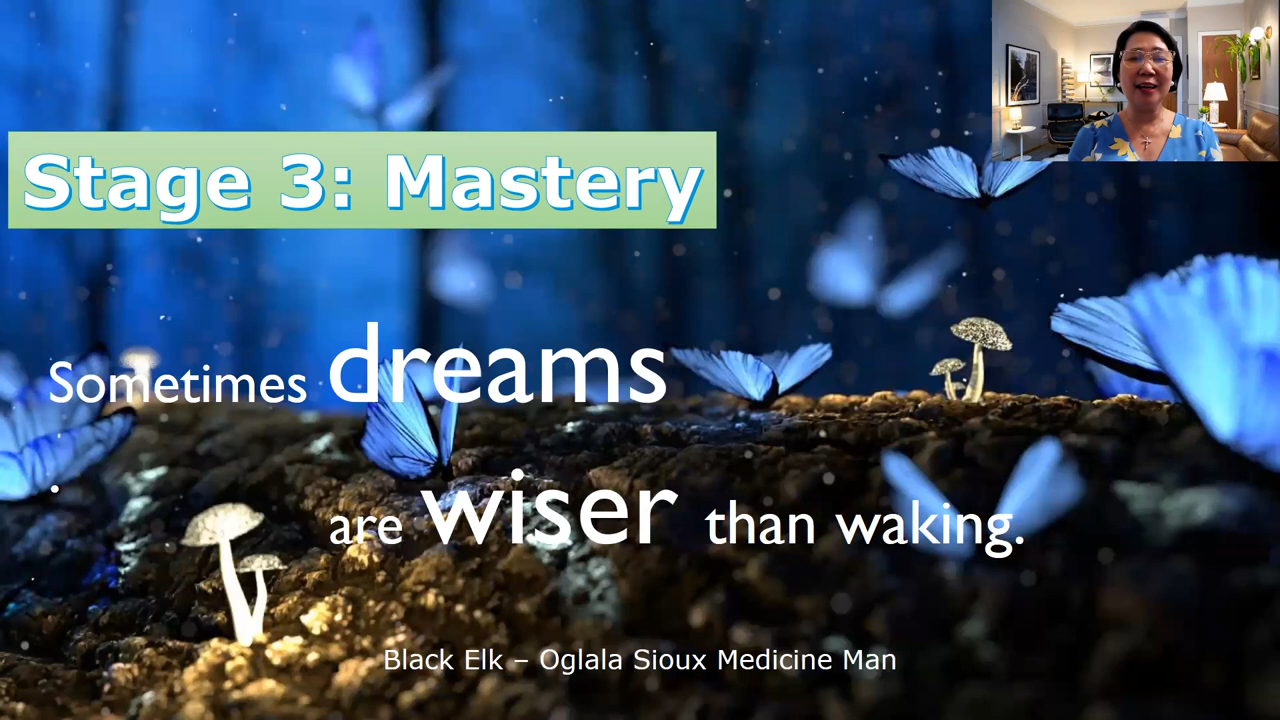 Stage 3: Mastery
Sometimes dreams
are wiser than waking.
Black Elk – Oglala Sioux Medicine Man